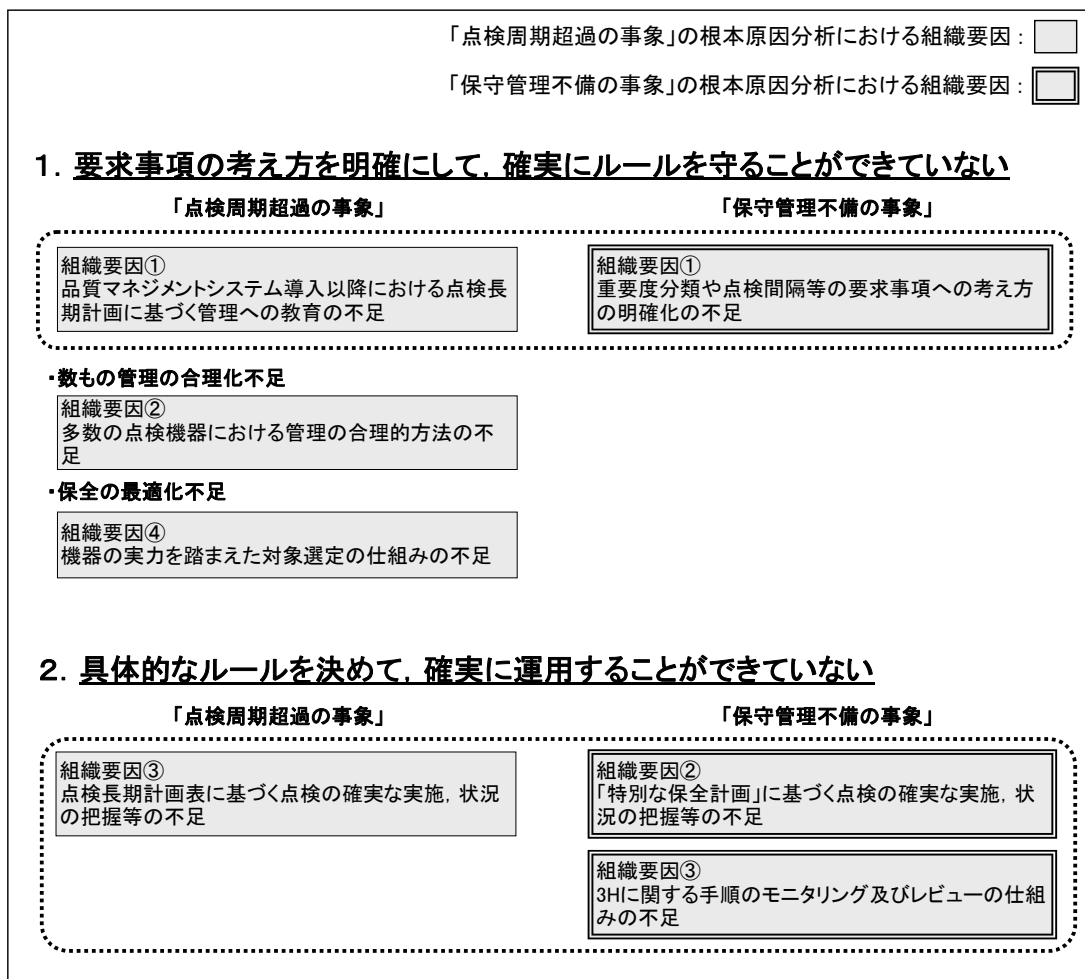 「点検周期超過の事象」の根本原因分析における組織要因：
「保守管理不備の事象」の根本原因分析における組織要因：
１．要求事項の考え方を明確にして，確実にルールを守ることができていない
「点検周期超過の事象」
「保守管理不備の事象」
組織要因①
品質マネジメントシステム導入以降における点検長
期計画に基づく管理への教育の不足
組織要因①
重要度分類や点検間隔等の要求事項への考え方
の明確化の不足
・数もの管理の合理化不足
組織要因②
多数の点検機器における管理の合理的方法の不
足
・保全の最適化不足
組織要因④
機器の実力を踏まえた対象選定の仕組みの不足
２．具体的なルールを決めて，確実に運用することができていない
「点検周期超過の事象」
「保守管理不備の事象」
組織要因③
点検長期計画表に基づく点検の確実な実施，状況
の把握等の不足
組織要因②
「特別な保全計画」に基づく点検の確実な実施，状
況の把握等の不足
組織要因③
3Hに関する手順のモニタリング及びレビューの仕組
みの不足